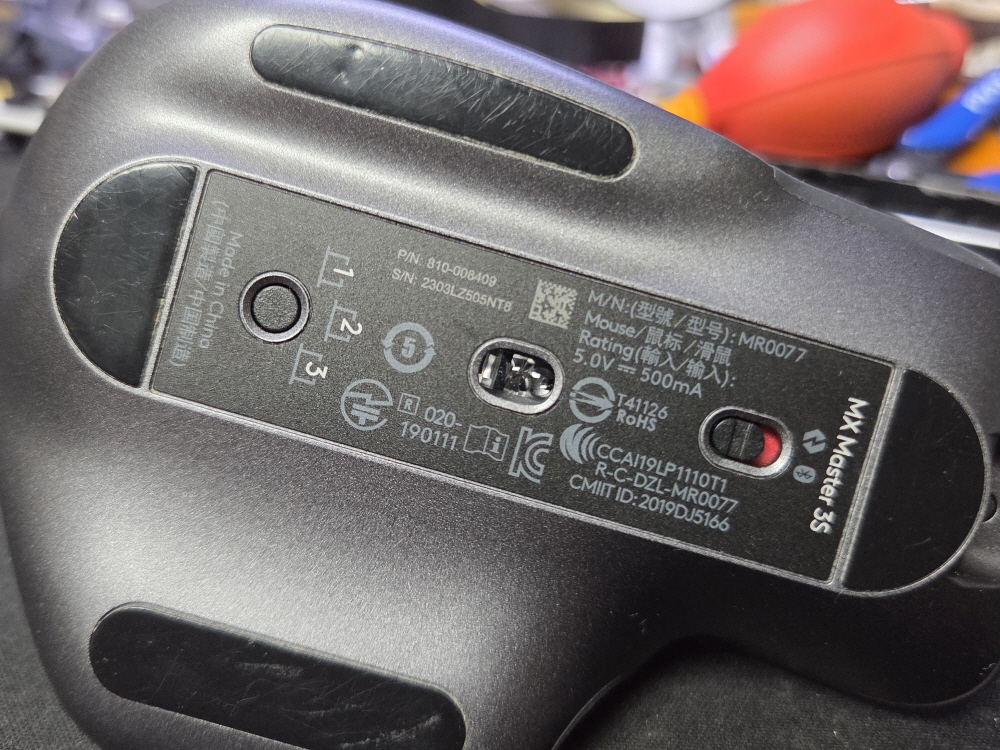 Made in China
(中國製造/中国制造)
1
2
3
P/N: 810-008409
S/N: 2303LZ505NT8
5
R 020-
190111
M/N:(型號/型号): MR0077
Mouse/鼠标/滑鼠
Rating(輸入/输入):
5.0V⎓500mA
T41126
RoHS
CCAI19LP1110T1
R-C-DZL-MR0077
CMIIT ID: 2019DJ5166
MX Master 3S